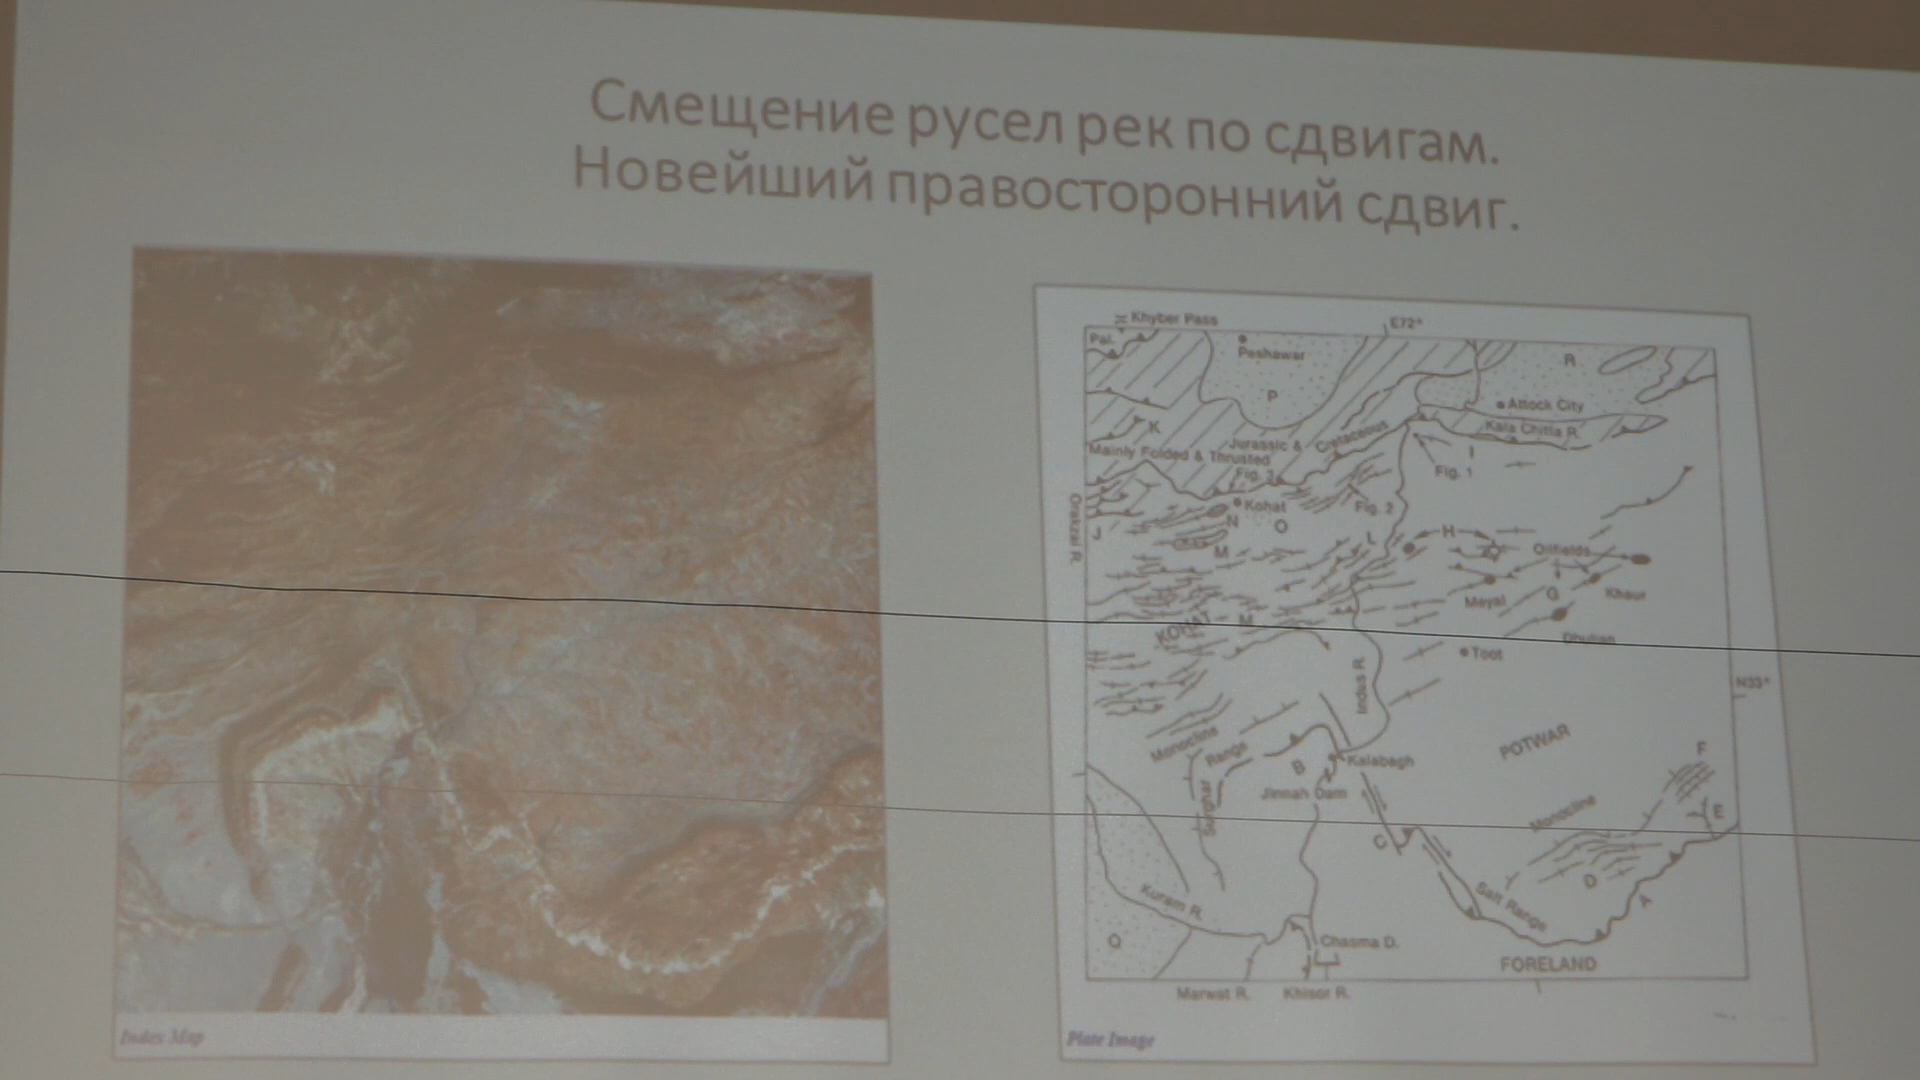 Смещение русел рек по сдвигам.
Новейший правосторонний сдвиг.
Khyber Pass
E72°
Pal.
Peshawar
R
P
Attock City
K
Kala Chitta R.
Jurassic & Cretaceous
Mainly Folded & Thrusted
I
Fig. 3
Fig. 1
Kohat
Fig. 2
N
O
J
H
L
M
Oilfields
Meyal
G
Khaur
KOHAT
M
Dhulian
Toot
Indus R.
N33°
Monocline
POTWAR
Range
F
B
Kalabagh
Jinnah Dam
Surghar
Monocline
E
C
D
Kuram R.
Salt Range
A
Q
Chasma D.
FORELAND
Marwat R.
Khisor R.
Index Map
Plate Image